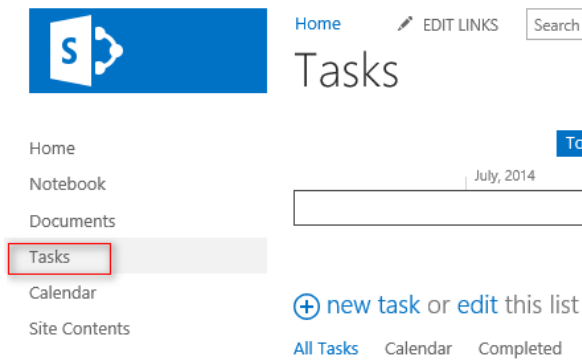 S
Home EDIT LINKS Search
Tasks
Home
Notebook
Documents
Tasks
Calendar
Site Contents
July, 2014
new task or edit this list
All Tasks Calendar Completed